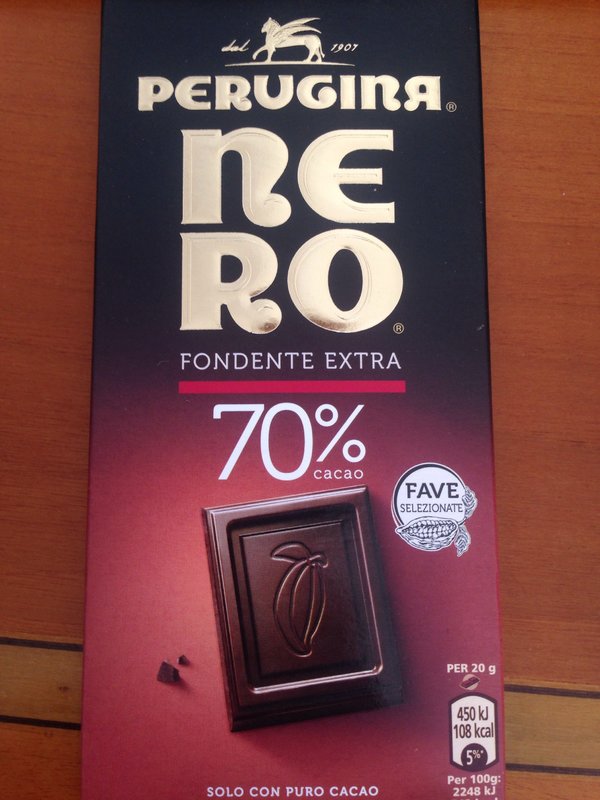 dal 1907
PERUGINA®
NE
RO®
FONDENTE EXTRA
70%
cacao
FAVE
SELEZIONATE
PER 20 g
450 kJ
108 kcal
5%*
Per 100g:
2248 kJ
SOLO CON PURO CACAO